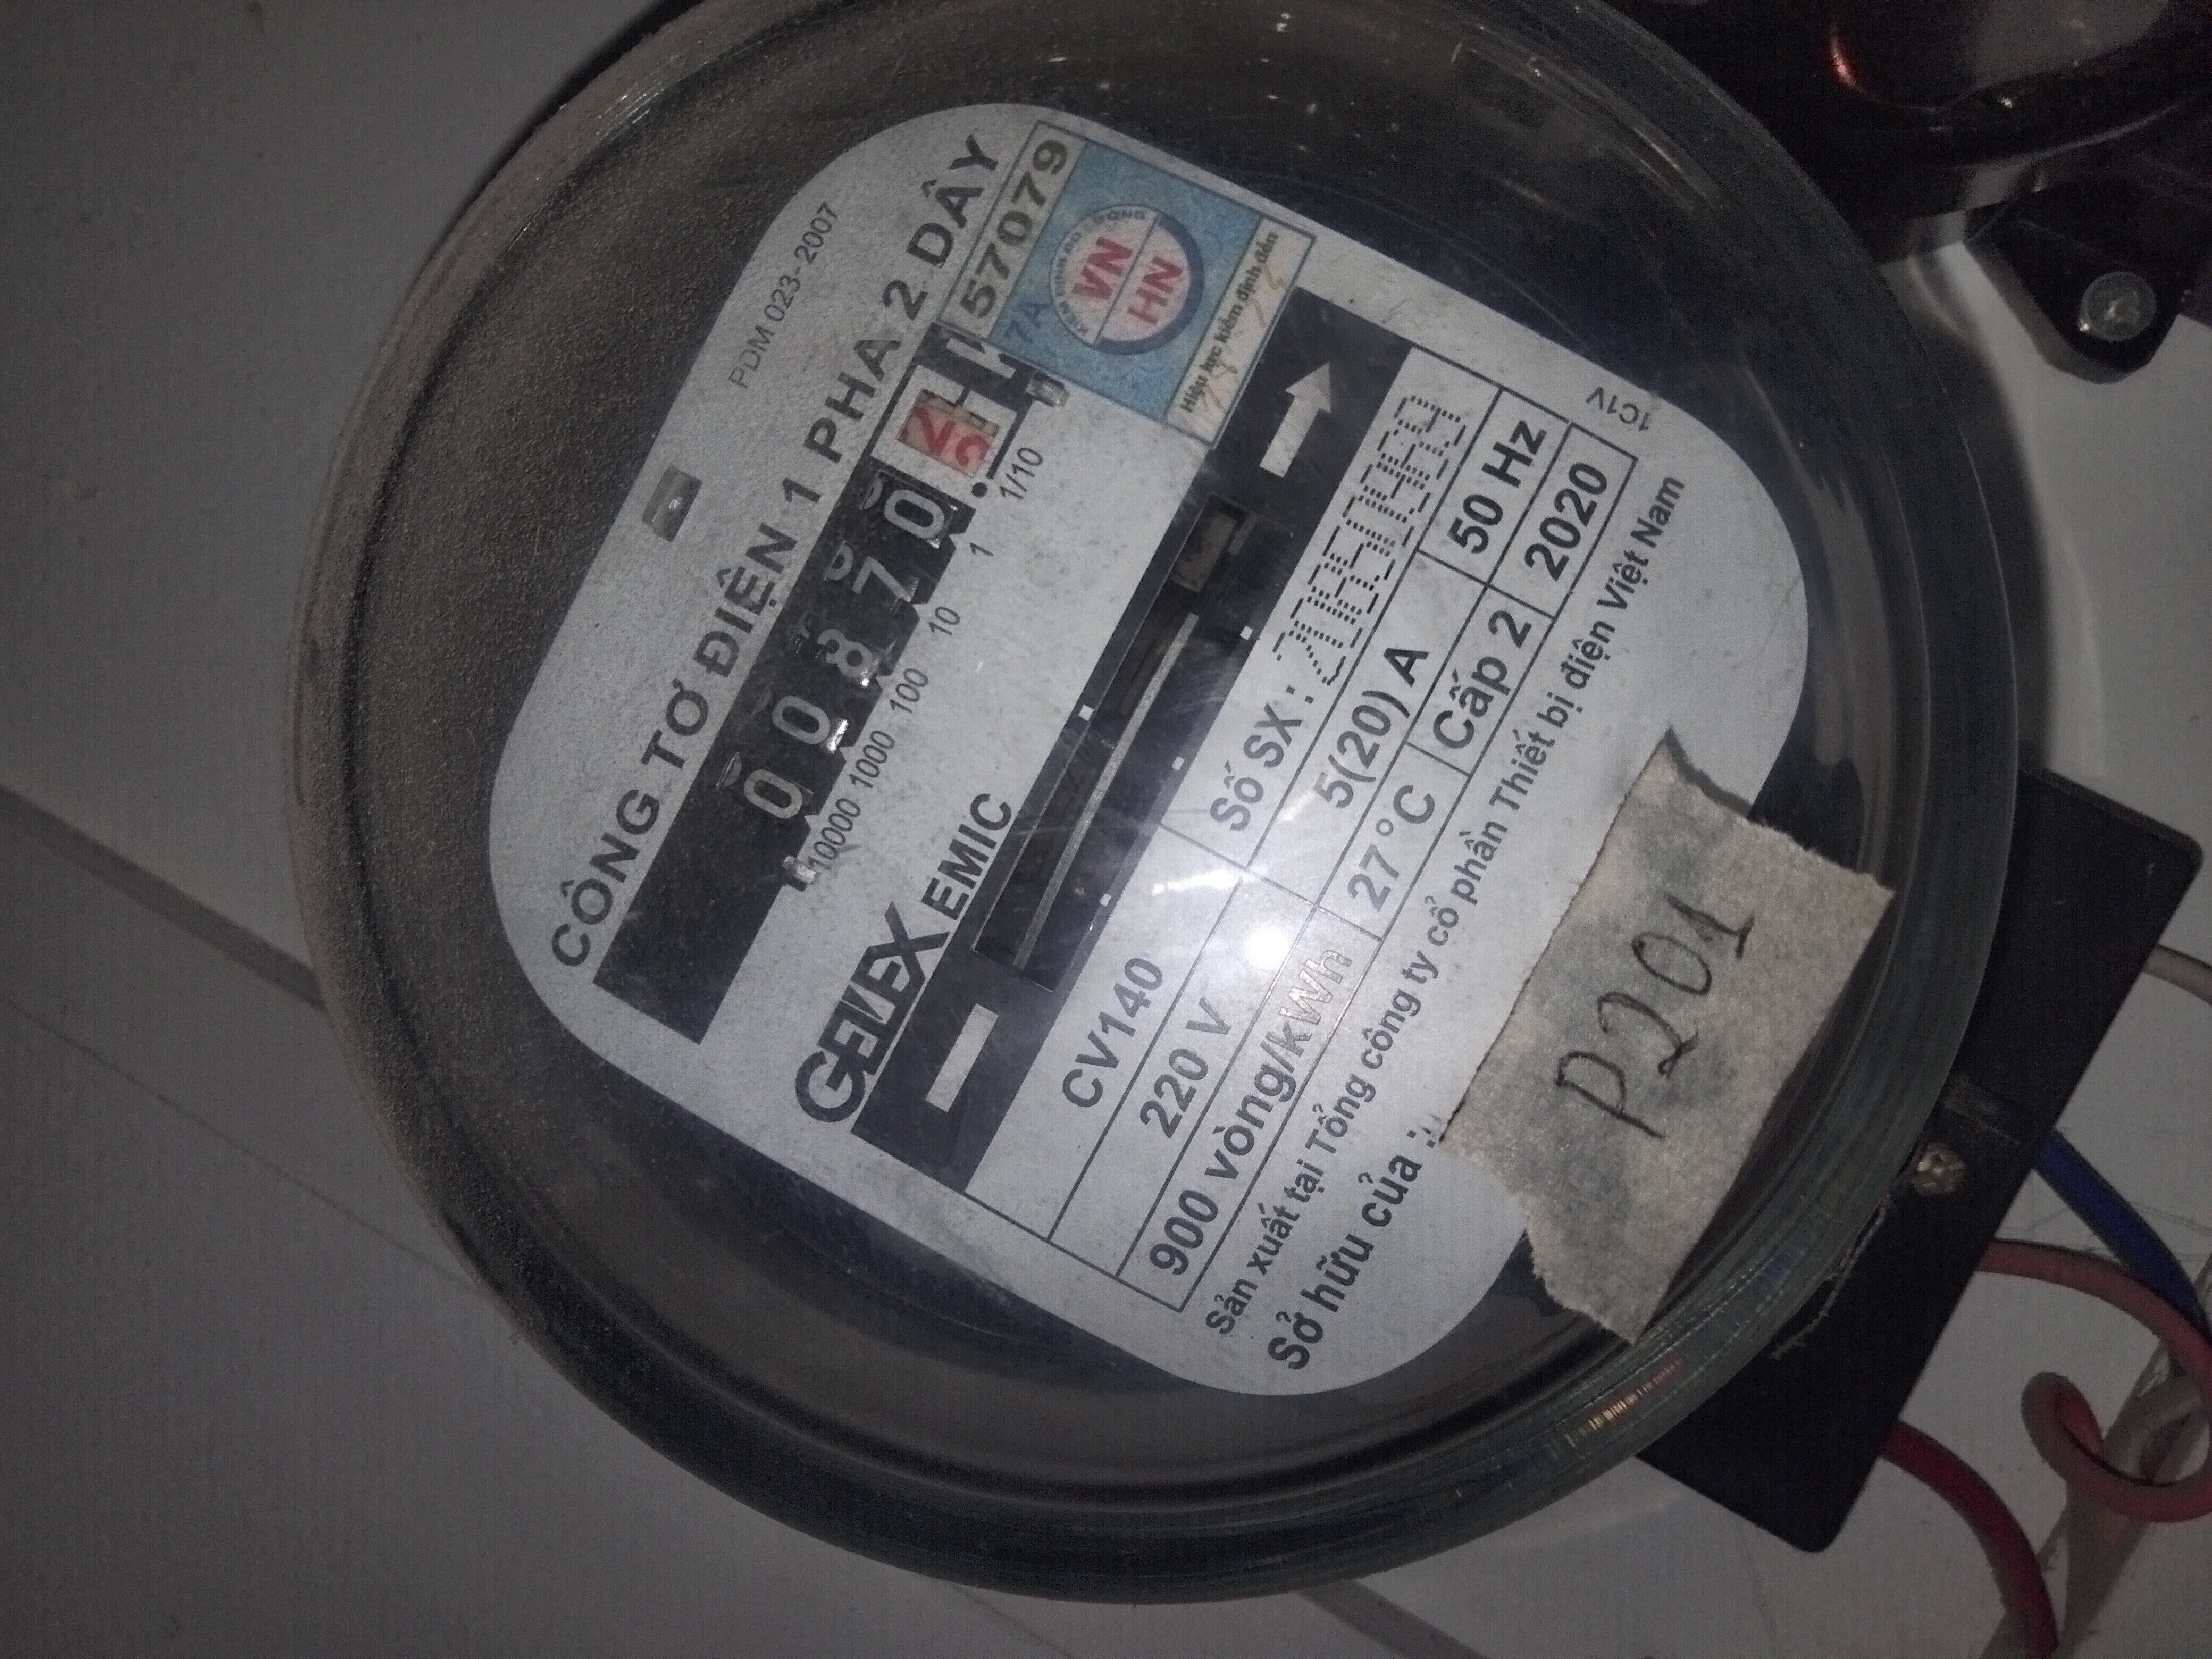 PDM 023-2007
CÔNG TƠ ĐIỆN 1 PHA 2 DÂY
0 0 8 7 0
10000 1000 100 10 1 1/10
57079
7A
KIỂM ĐỊNH
VN
HN
Hiệu lực kiểm định đến
GELEX EMIC
CV140
Số SX :
220 V
5(20) A
50 Hz
900 vòng/kWh
27°C
Cấp 2
2020
1C1V
Sản xuất tại Tổng công ty cổ phần Thiết bị điện Việt Nam
Sở hữu của :
P201